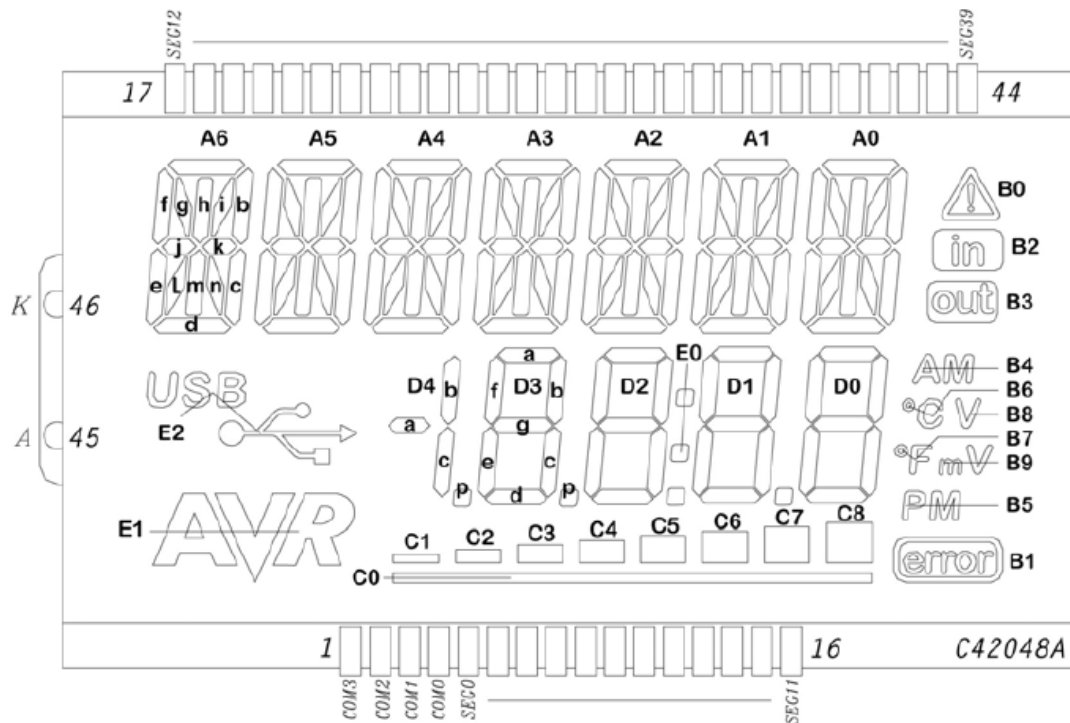 SEG12 SEG39
17 44
A6 A5 A4 A3 A2 A1 A0
f g h i b
j k
e L m n c
d
B0
in B2
out B3
K 46
A 45
USB
E2
AVR
E1
D4 b a c p
a f D3 b g e c d p
D2 E0 D1 D0
AM B4
B6
°C V B8
B7
°F mV B9
PM B5
error B1
C1 C2 C3 C4 C5 C6 C7 C8
C0
1 16 C42048A
COM3 COM2 COM1 COM0 SEG0 SEG11